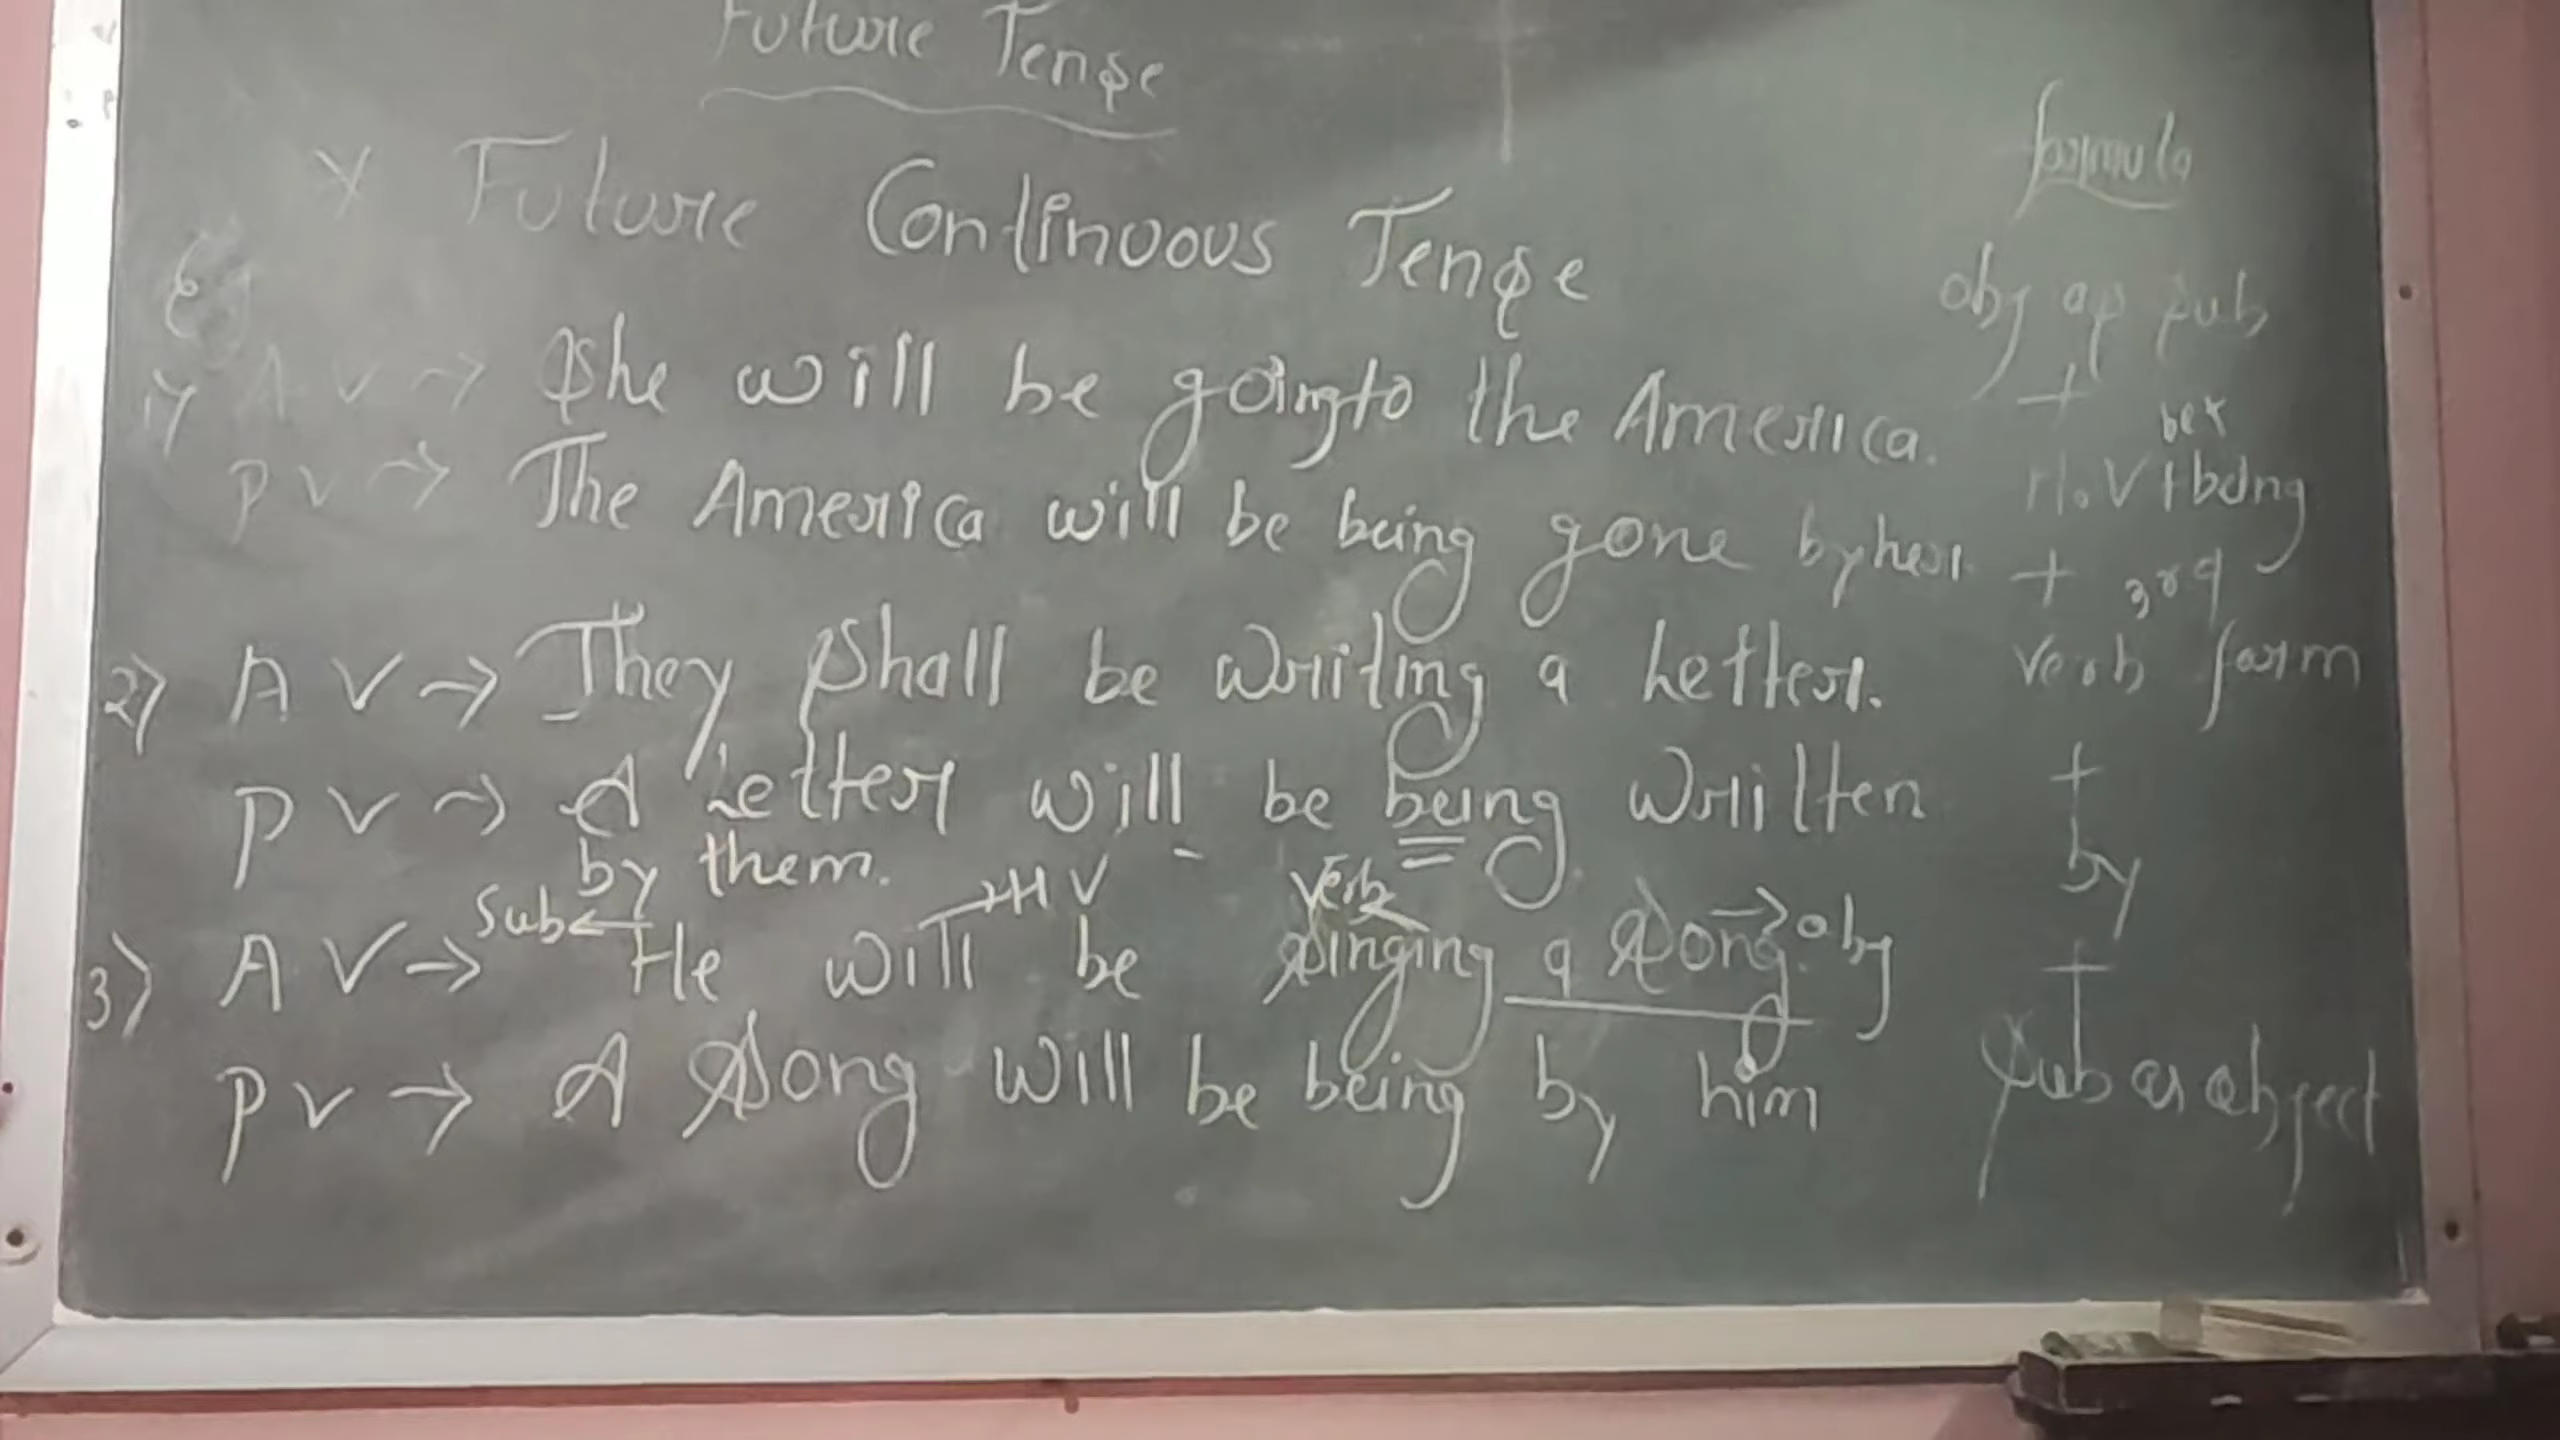 Future Tense
Future Continuous Tense
Eg
1) A V → She will be going to the America.
P V → The America will be being gone by her.
2) A V → They shall be writing a Letter.
P V → A Letter will be being written
by them.
Sub HV Verb obj
3) A V → He will be singing a Song.
P V → A Song will be being by him
formula
obj as sub
+
be+
H.V + being
+ 3rd
verb form
+
by
+
Sub as object